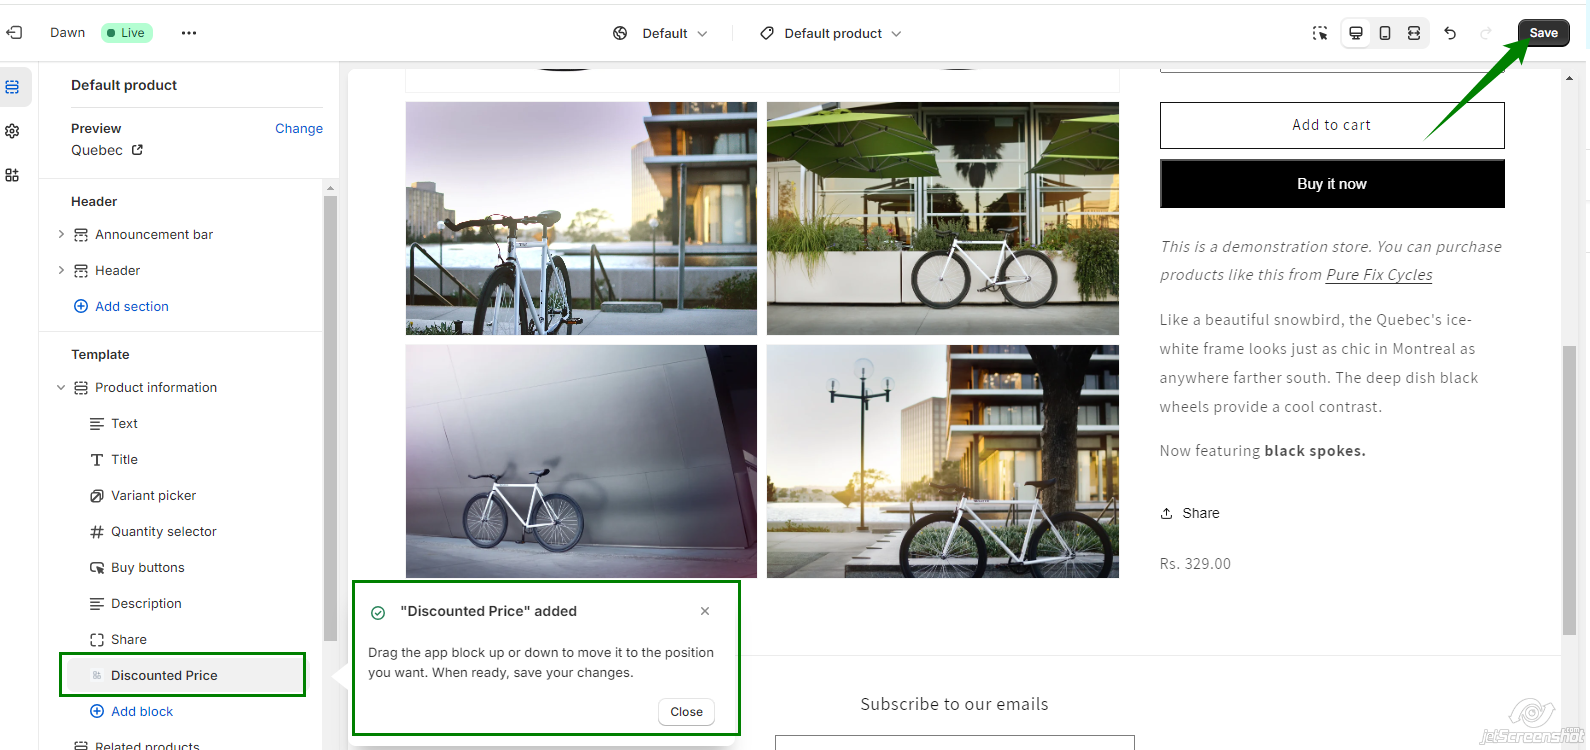 Dawn
Live
Default
Default product
Save
Default product
Preview
Change
Quebec
Header
Announcement bar
Header
Add section
Template
Product information
Text
Title
Variant picker
Quantity selector
Buy buttons
Description
Share
Discounted Price
Add block
Related products
"Discounted Price" added
Drag the app block up or down to move it to the position
you want. When ready, save your changes.
Close
Add to cart
Buy it now
This is a demonstration store. You can purchase
products like this from Pure Fix Cycles
Like a beautiful snowbird, the Quebec's ice-
white frame looks just as chic in Montreal as
anywhere farther south. The deep dish black
wheels provide a cool contrast.
Now featuring black spokes.
Share
Rs. 329.00
Subscribe to our emails
jetScreenshot.com